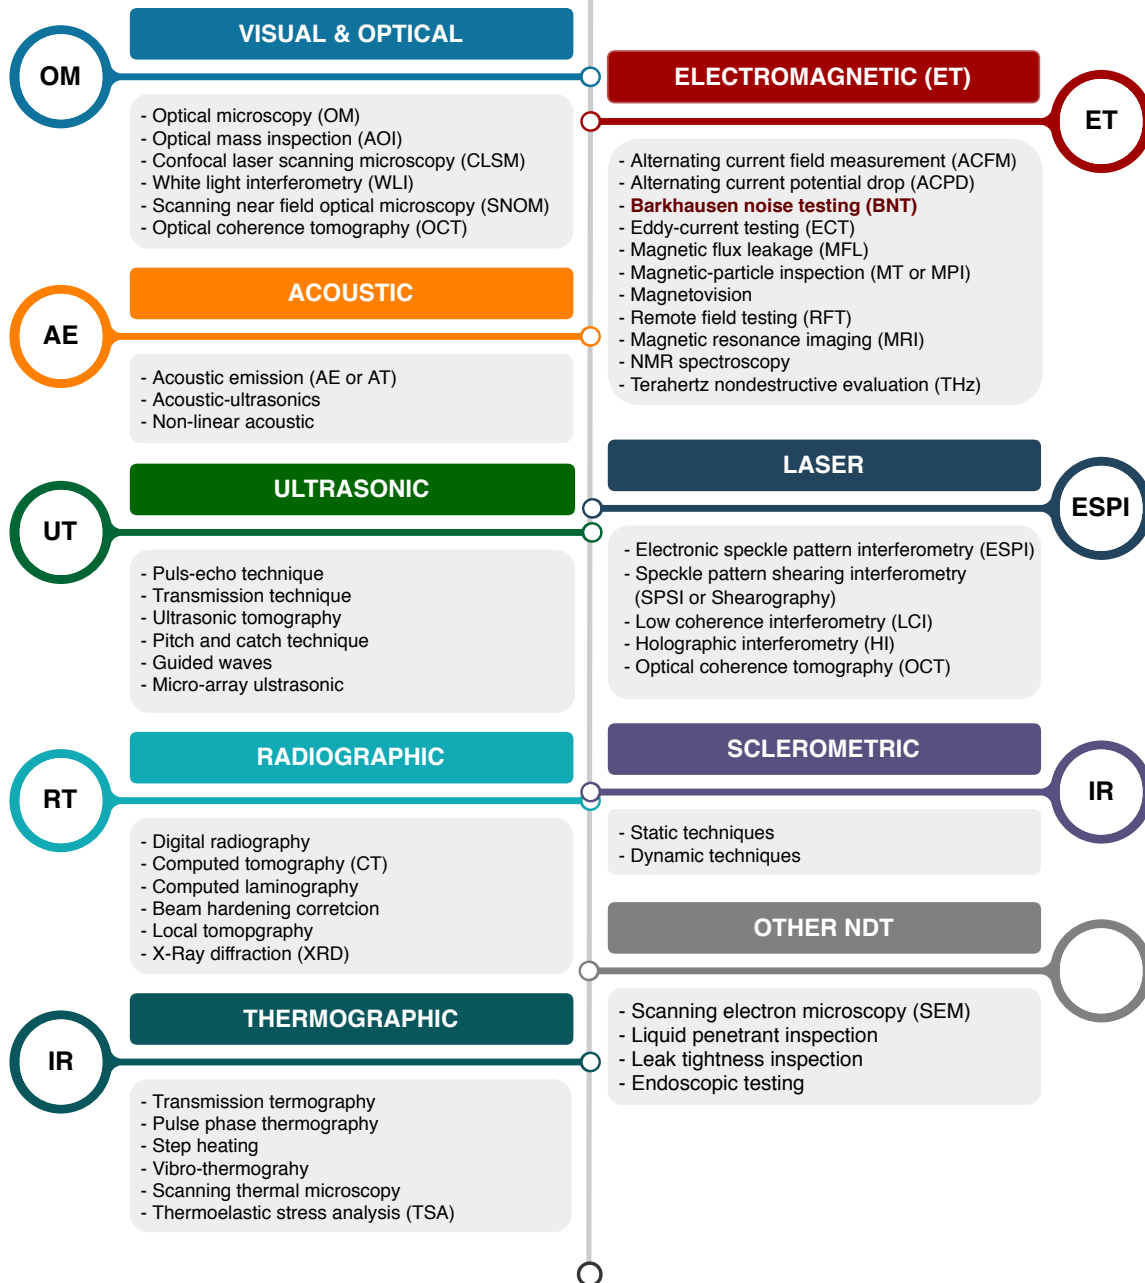 VISUAL & OPTICAL
OM
- Optical microscopy (OM)
- Optical mass inspection (AOI)
- Confocal laser scanning microscopy (CLSM)
- White light interferometry (WLI)
- Scanning near field optical microscopy (SNOM)
- Optical coherence tomography (OCT)
ACOUSTIC
AE
- Acoustic emission (AE or AT)
- Acoustic-ultrasonics
- Non-linear acoustic
ULTRASONIC
UT
- Puls-echo technique
- Transmission technique
- Ultrasonic tomography
- Pitch and catch technique
- Guided waves
- Micro-array ulstrasonic
RADIOGRAPHIC
RT
- Digital radiography
- Computed tomography (CT)
- Computed laminography
- Beam hardening corretcion
- Local tomopgraphy
- X-Ray diffraction (XRD)
THERMOGRAPHIC
IR
- Transmission termography
- Pulse phase thermography
- Step heating
- Vibro-thermograhy
- Scanning thermal microscopy
- Thermoelastic stress analysis (TSA)
ELECTROMAGNETIC (ET)
ET
- Alternating current field measurement (ACFM)
- Alternating current potential drop (ACPD)
- Barkhausen noise testing (BNT)
- Eddy-current testing (ECT)
- Magnetic flux leakage (MFL)
- Magnetic-particle inspection (MT or MPI)
- Magnetovision
- Remote field testing (RFT)
- Magnetic resonance imaging (MRI)
- NMR spectroscopy
- Terahertz nondestructive evaluation (THz)
LASER
ESPI
- Electronic speckle pattern interferometry (ESPI)
- Speckle pattern shearing interferometry
(SPSI or Shearography)
- Low coherence interferometry (LCI)
- Holographic interferometry (HI)
- Optical coherence tomography (OCT)
SCLEROMETRIC
IR
- Static techniques
- Dynamic techniques
OTHER NDT
- Scanning electron microscopy (SEM)
- Liquid penetrant inspection
- Leak tightness inspection
- Endoscopic testing